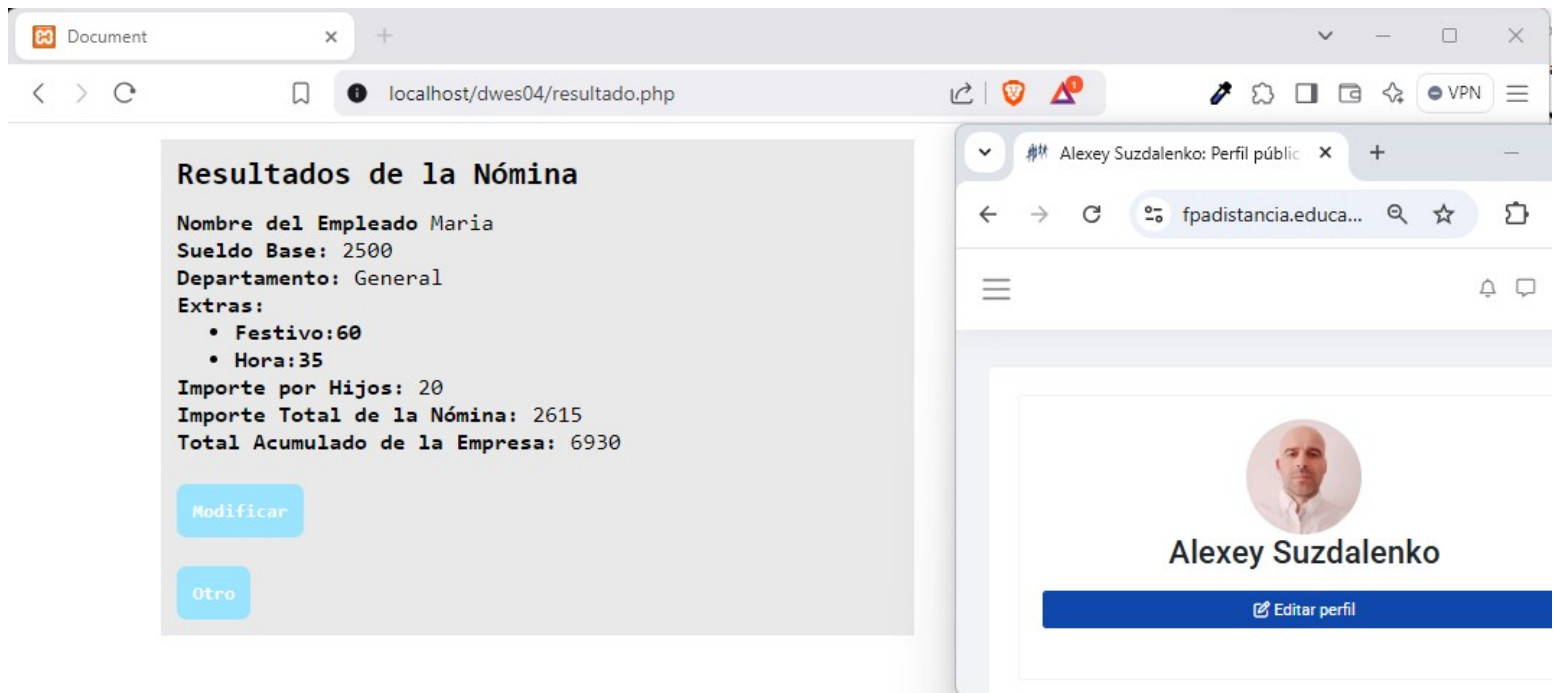 Document
localhost/dwes04/resultado.php
1
VPN
Resultados de la Nómina
Nombre del Empleado Maria
Sueldo Base: 2500
Departamento: General
Extras:
• Festivo:60
• Hora:35
Importe por Hijos: 20
Importe Total de la Nómina: 2615
Total Acumulado de la Empresa: 6930
Modificar
Otro
Alexey Suzdalenko: Perfil públic
fpadistancia.educa...
Alexey Suzdalenko
Editar perfil